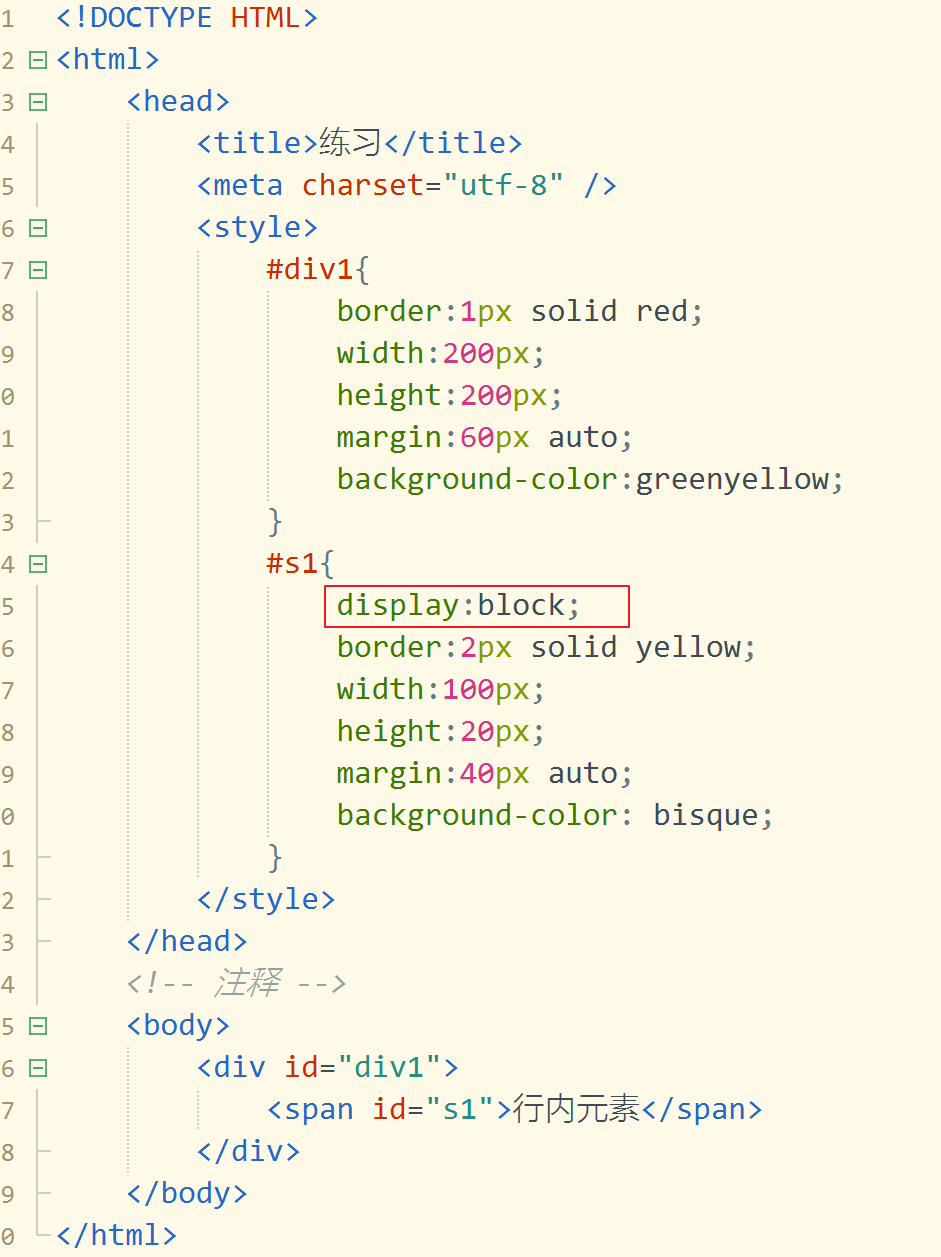 1 <!DOCTYPE HTML>
2 <html>
3 <head>
4 <title>练习</title>
5 <meta charset="utf-8" />
6 <style>
7 #div1{
8 border:1px solid red;
9 width:200px;
0 height:200px;
1 margin:60px auto;
2 background-color:greenyellow;
3 }
4 #s1{
5 display:block;
6 border:2px solid yellow;
7 width:100px;
8 height:20px;
9 margin:40px auto;
0 background-color: bisque;
1 }
2 </style>
3 </head>
4 <!-- 注释 -->
5 <body>
6 <div id="div1">
7 <span id="s1">行内元素</span>
8 </div>
9 </body>
0 </html>